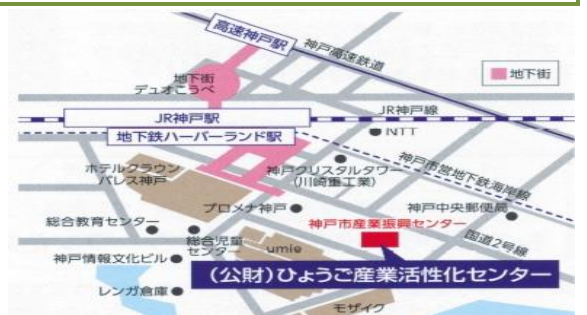 高速神戸駅
神戸高速鉄道
地下街
デュオこうべ
地下街
JR神戸駅
JR神戸線
地下鉄ハーバーランド駅
NTT
ホテルクラウン
パレス神戸
神戸クリスタルタワー
(川崎重工業)
神戸市営地下鉄海岸線
プロメナ神戸
神戸中央郵便局
総合教育センター
総合児童
センター
umie
神戸市産業振興センター
国道2号線
神戸情報文化ビル
(公財)ひょうご産業活性化センター
レンガ倉庫
モザイク